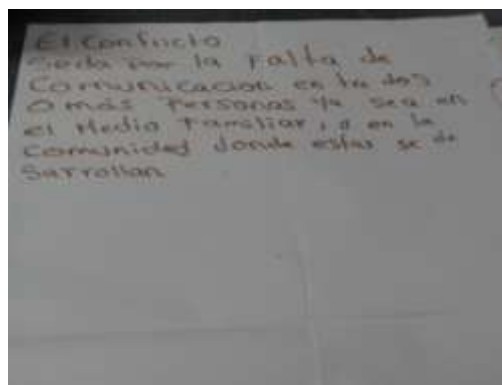 El conflicto
Se da por la Falta de
Comunicacion entre dos
O más Personas Ya sea en
el Medio Familiar, o en la
Comunidad donde estas se de
Sarrollan